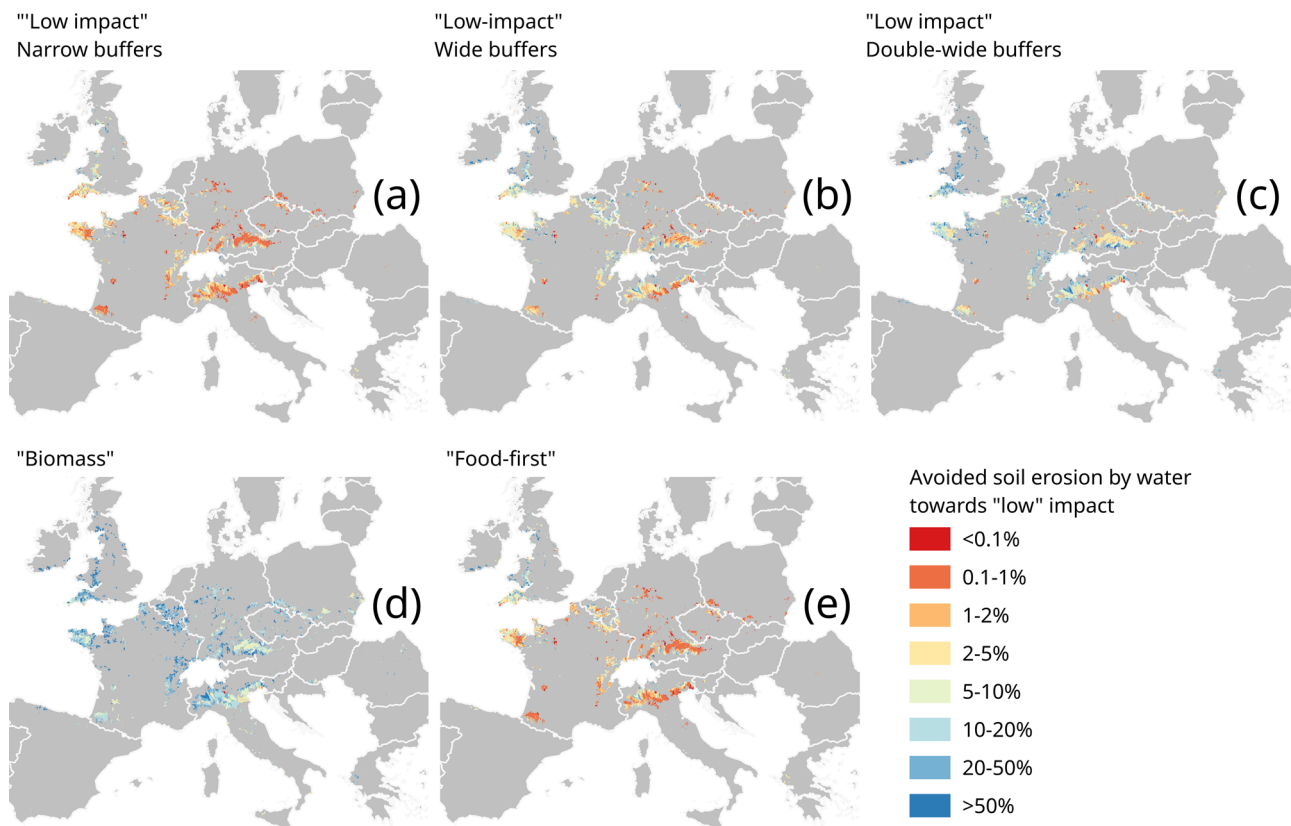 "'Low impact"
Narrow buffers
"Low-impact"
Wide buffers
"Low impact"
Double-wide buffers
(a)
(b)
(c)
"Biomass"
"Food-first"
(d)
(e)
Avoided soil erosion by water
towards "low" impact
<0.1%
0.1-1%
1-2%
2-5%
5-10%
10-20%
20-50%
>50%